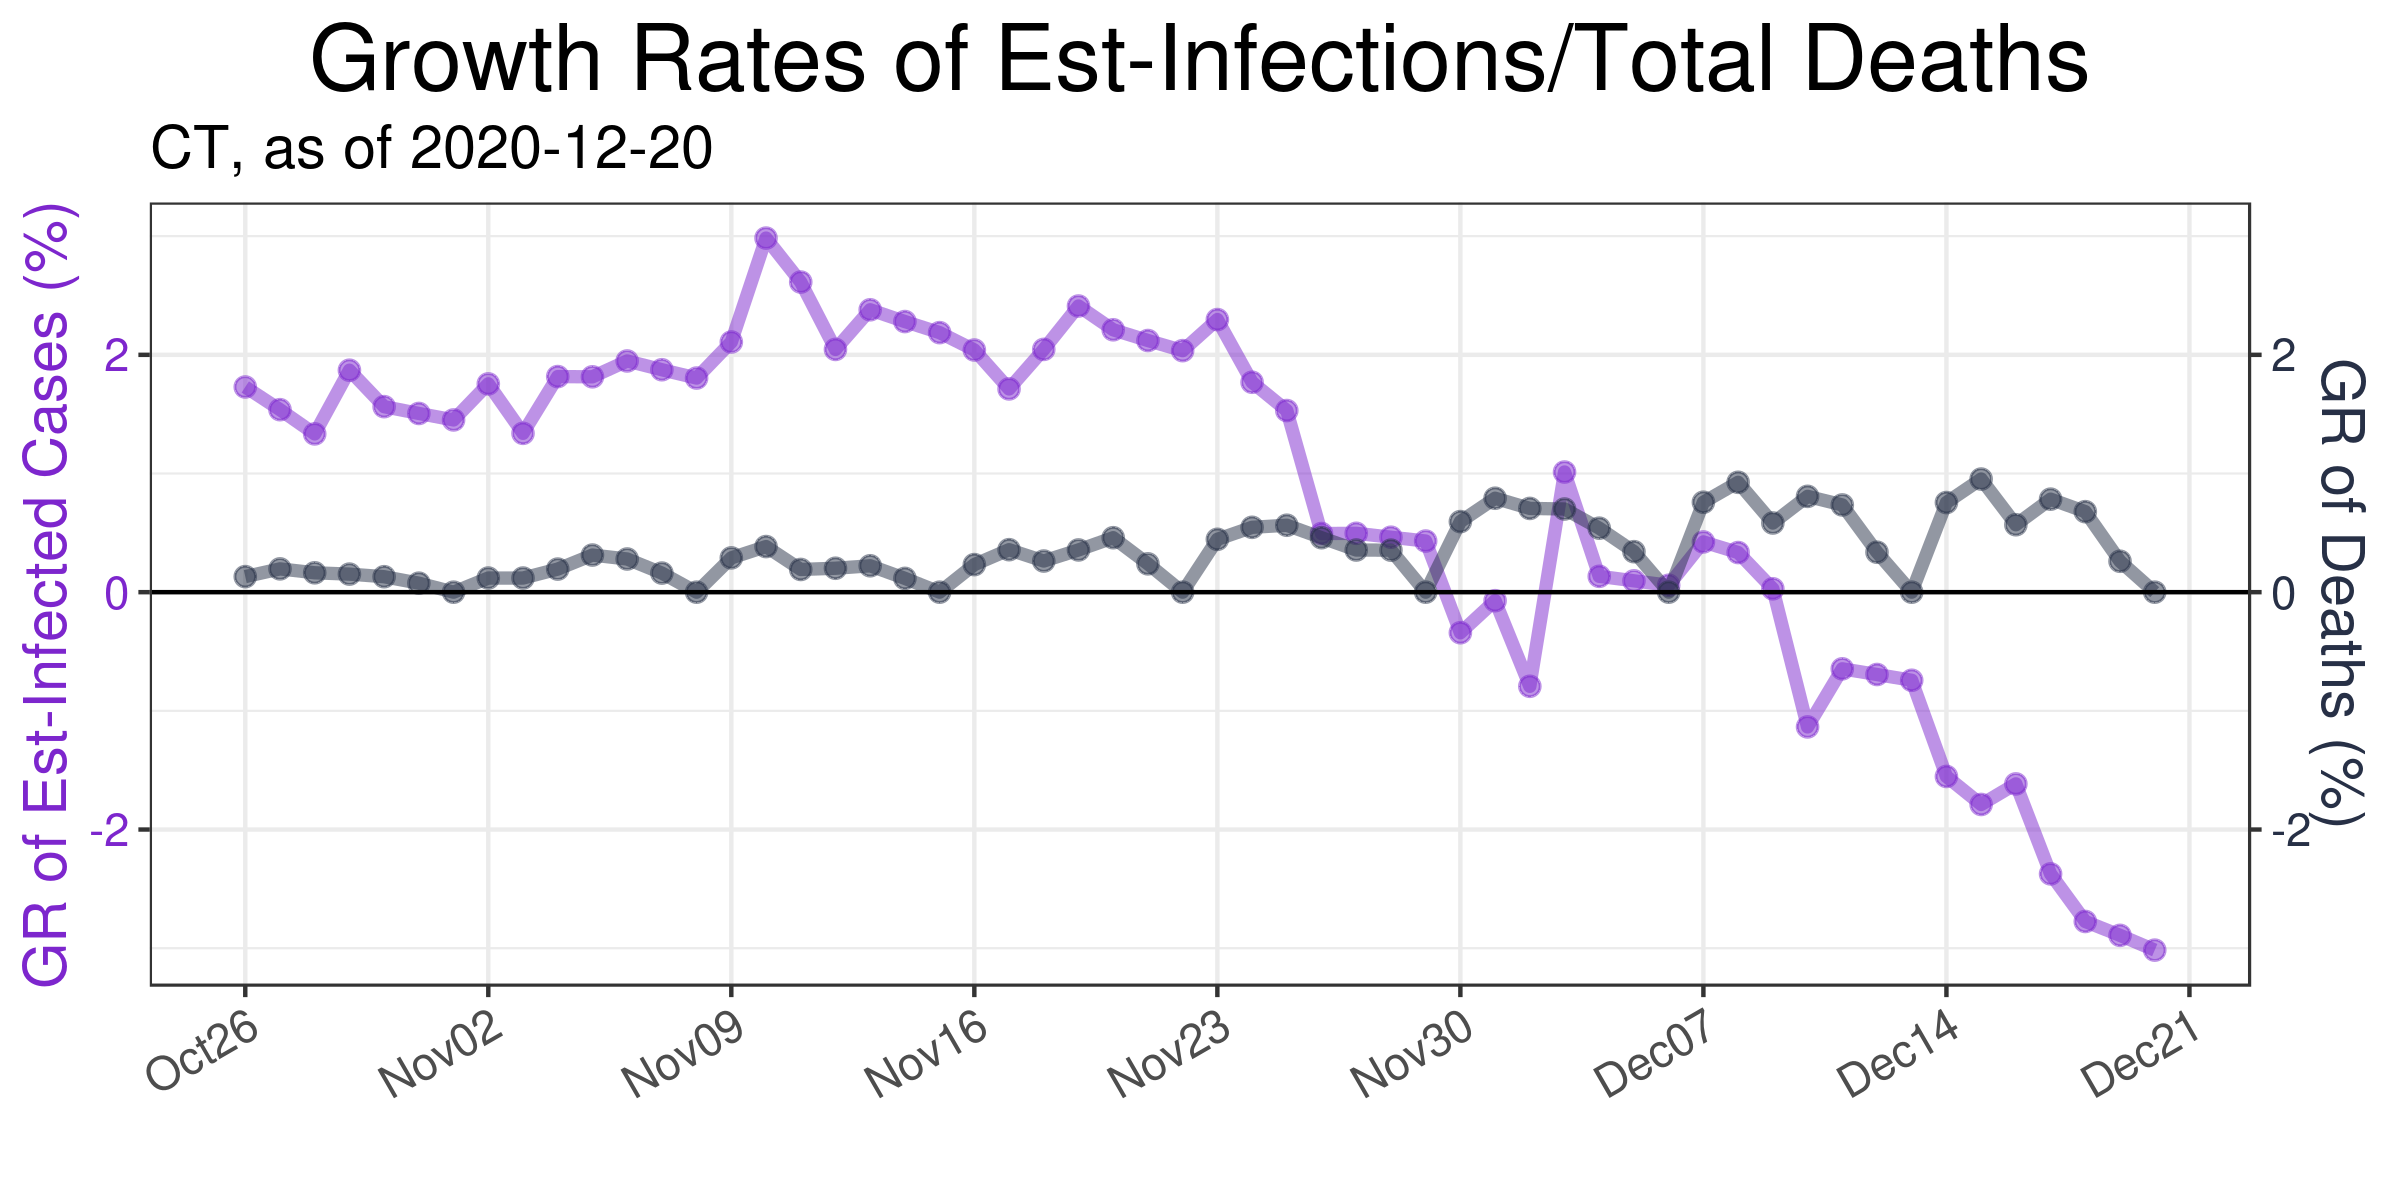 Growth Rates of Est-Infections/Total Deaths
CT, as of 2020-12-20
GR of Est-Infected Cases (%)
2
0
-2
2
0
-2
GR of Deaths (%)
Oct26
Nov02
Nov09
Nov16
Nov23
Nov30
Dec07
Dec14
Dec21